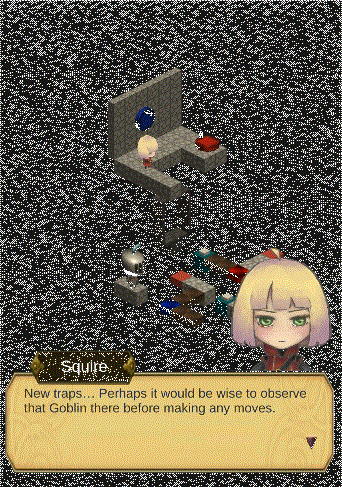 Squire
New traps... Perhaps it would be wise to observe
that Goblin there before making any moves.